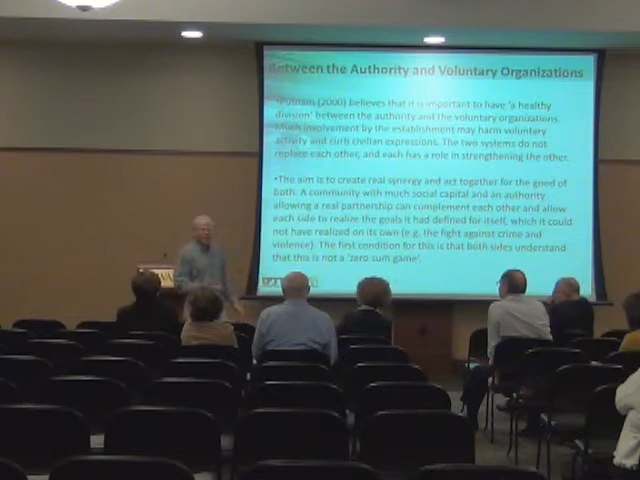 Between the Authority and Voluntary Organizations
•Putnam (2000) believes that it is important to have 'a healthy
division' between the authority and the voluntary organizations.
Much involvement by the establishment may harm voluntary
activity and curb civilian expressions. The two systems do not
replace each other, and each has a role in strengthening the other.
•The aim is to create real synergy and act together for the good of
both. A community with much social capital and an authority
allowing a real partnership can complement each other and allow
each side to realize the goals it had defined for itself, which it could
not have realized on its own (e.g. the fight against crime and
violence). The first condition for this is that both sides understand
that this is not a 'zero sum game'.